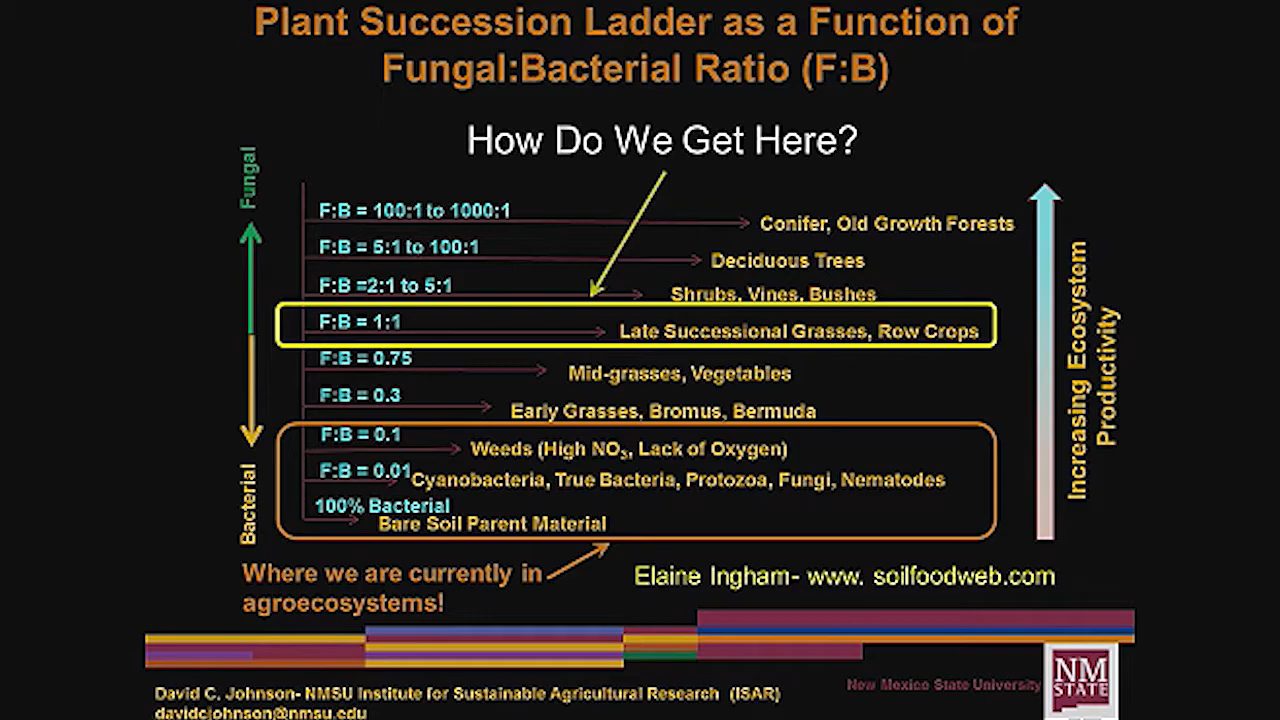 Plant Succession Ladder as a Function of
Fungal:Bacterial Ratio (F:B)
How Do We Get Here?
Fungal
Bacterial
F:B = 100:1 to 1000:1
Conifer, Old Growth Forests
F:B = 5:1 to 100:1
Deciduous Trees
F:B =2:1 to 5:1
Shrubs, Vines, Bushes
F:B = 1:1
Late Successional Grasses, Row Crops
F:B = 0.75
Mid-grasses, Vegetables
F:B = 0.3
Early Grasses, Bromus, Bermuda
F:B = 0.1
Weeds (High NO₃, Lack of Oxygen)
F:B = 0.01
Cyanobacteria, True Bacteria, Protozoa, Fungi, Nematodes
100% Bacterial
Bare Soil Parent Material
Increasing Ecosystem
Productivity
Where we are currently in
agroecosystems!
Elaine Ingham- www. soilfoodweb.com
David C. Johnson- NMSU Institute for Sustainable Agricultural Research (ISAR)
davidcjohnson@nmsu.edu
New Mexico State University
NM
STATE